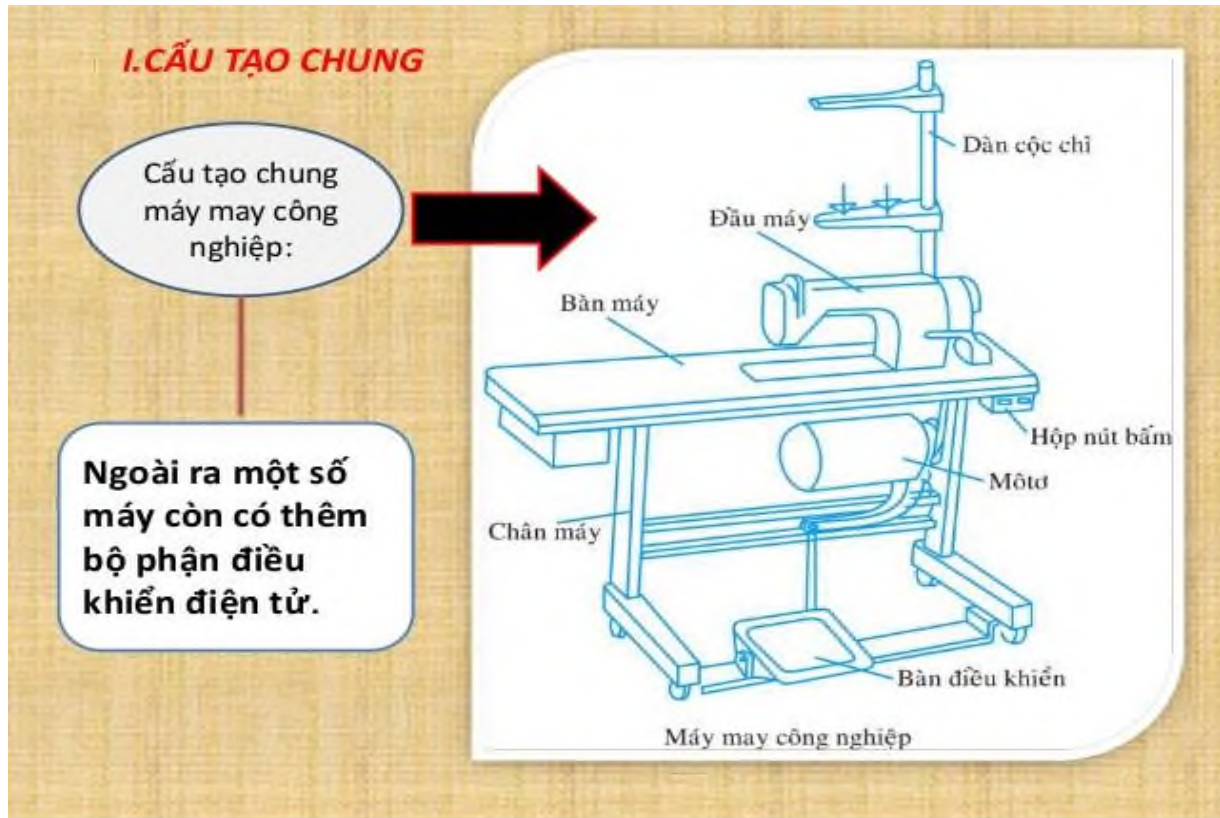 I.CẤU TẠO CHUNG
Cấu tạo chung
máy may công
nghiệp:
Ngoài ra một số
máy còn có thêm
bộ phận điều
khiển điện tử.
Dàn cộc chỉ
Đầu máy
Bàn máy
Hộp nút bấm
Môtơ
Chân máy
Bàn điều khiển
Máy may công nghiệp